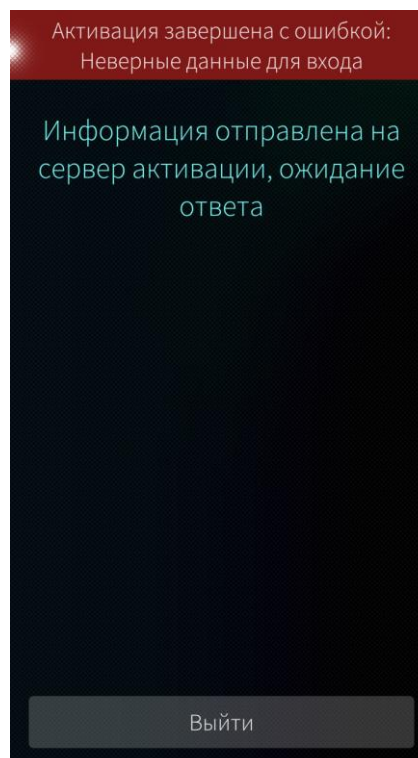 Активация завершена с ошибкой:
Неверные данные для входа
Информация отправлена на
сервер активации, ожидание
ответа
Выйти